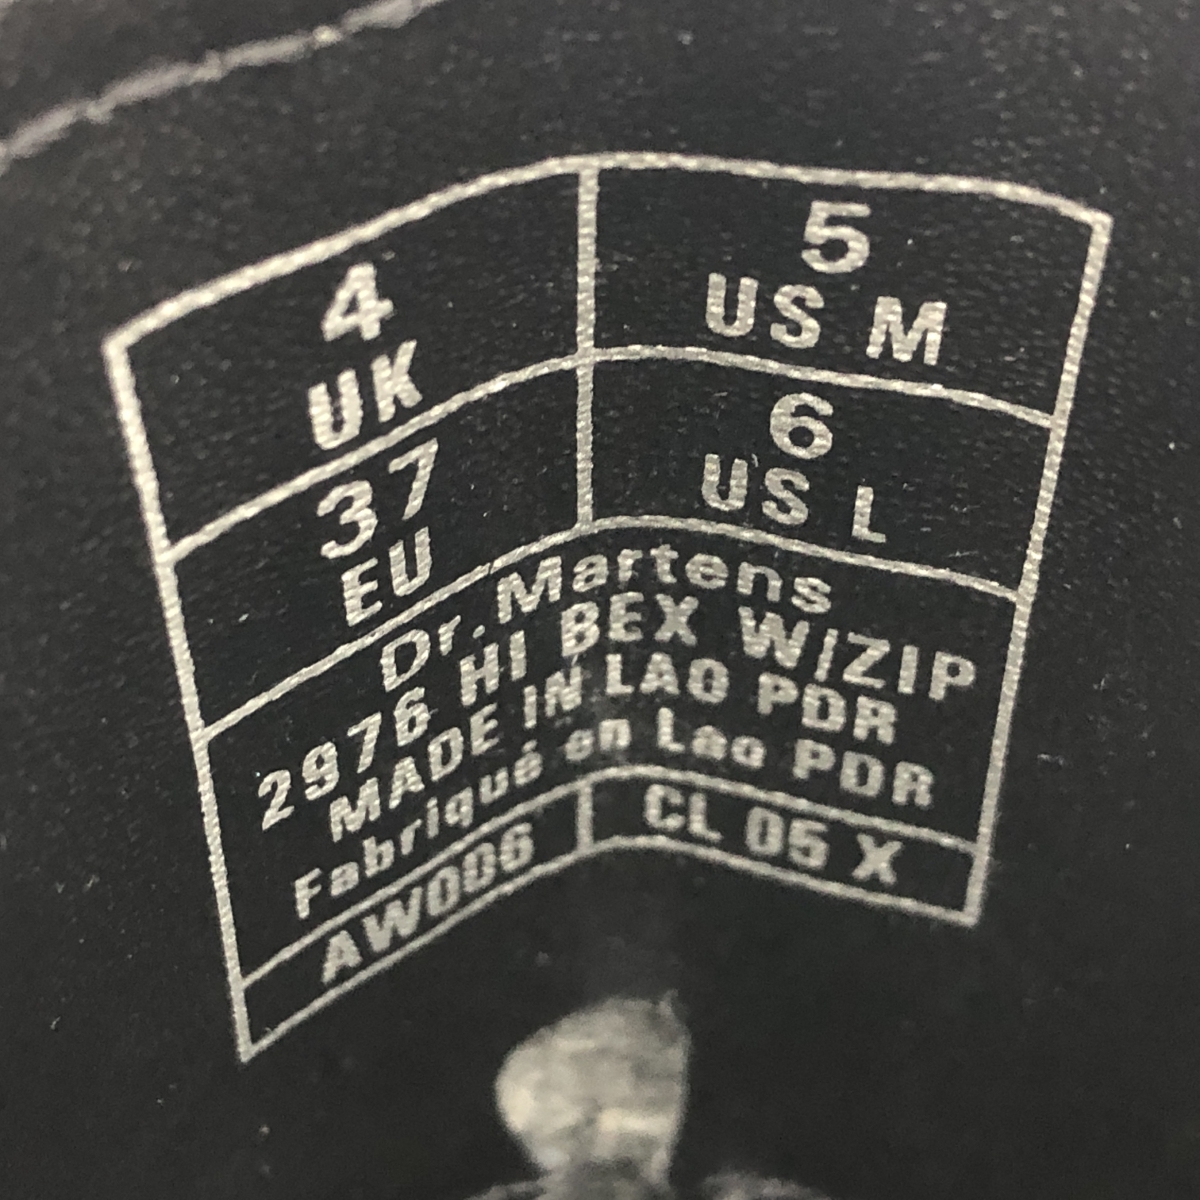 4
UK
5
US M
37
EU
6
US L
Dr. Martens
2976 HI BEX W/ZIP
MADE IN LAO PDR
Fabriqué en Lao PDR
AW006
CL 05 X